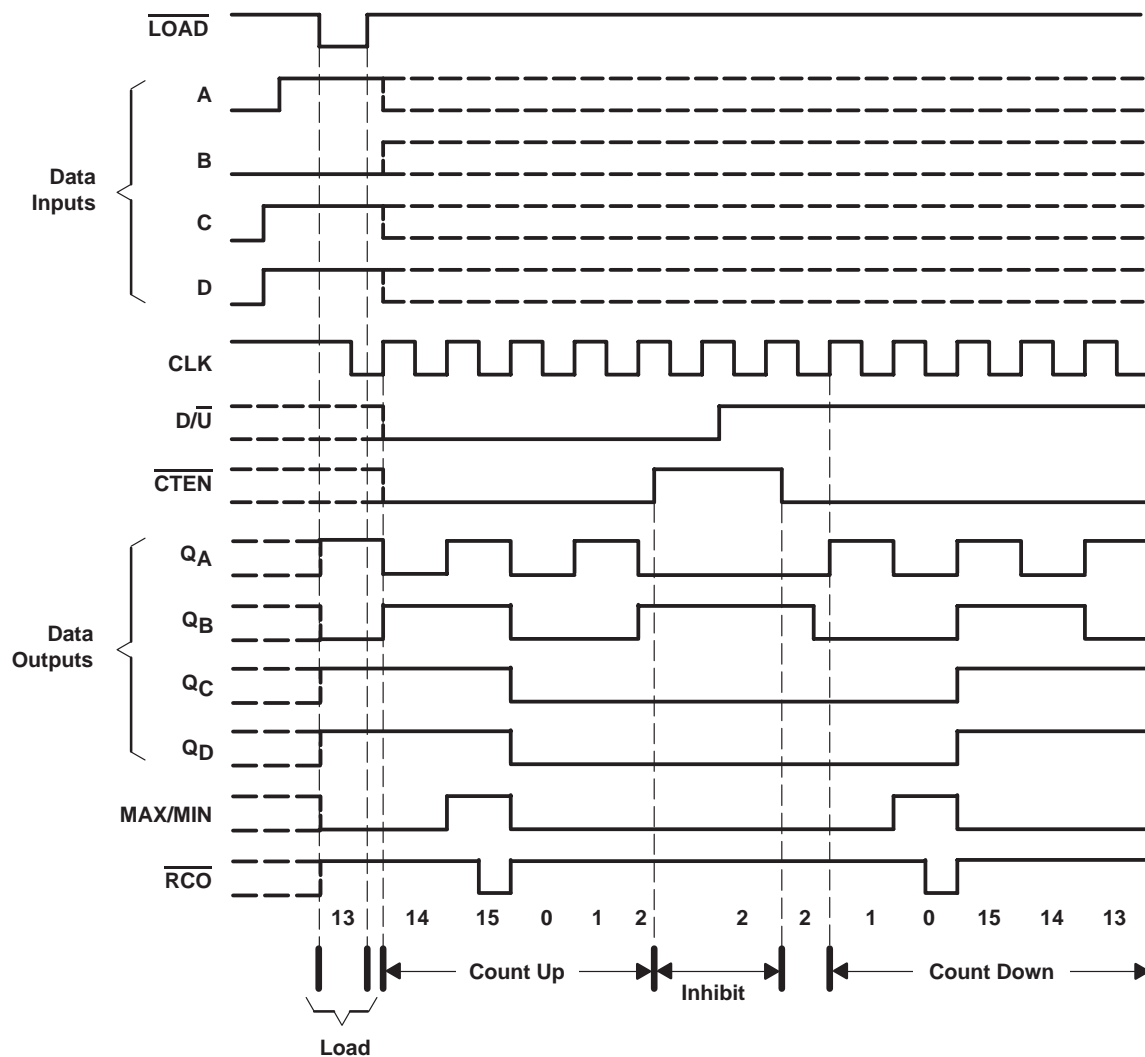 LOAD
A
B
Data
Inputs
C
D
CLK
D/U
CTEN
QA
QB
Data
Outputs
QC
QD
MAX/MIN
RCO
13 14 15 0 1 2 2 2 1 0 15 14 13
Count Up Inhibit Count Down
Load